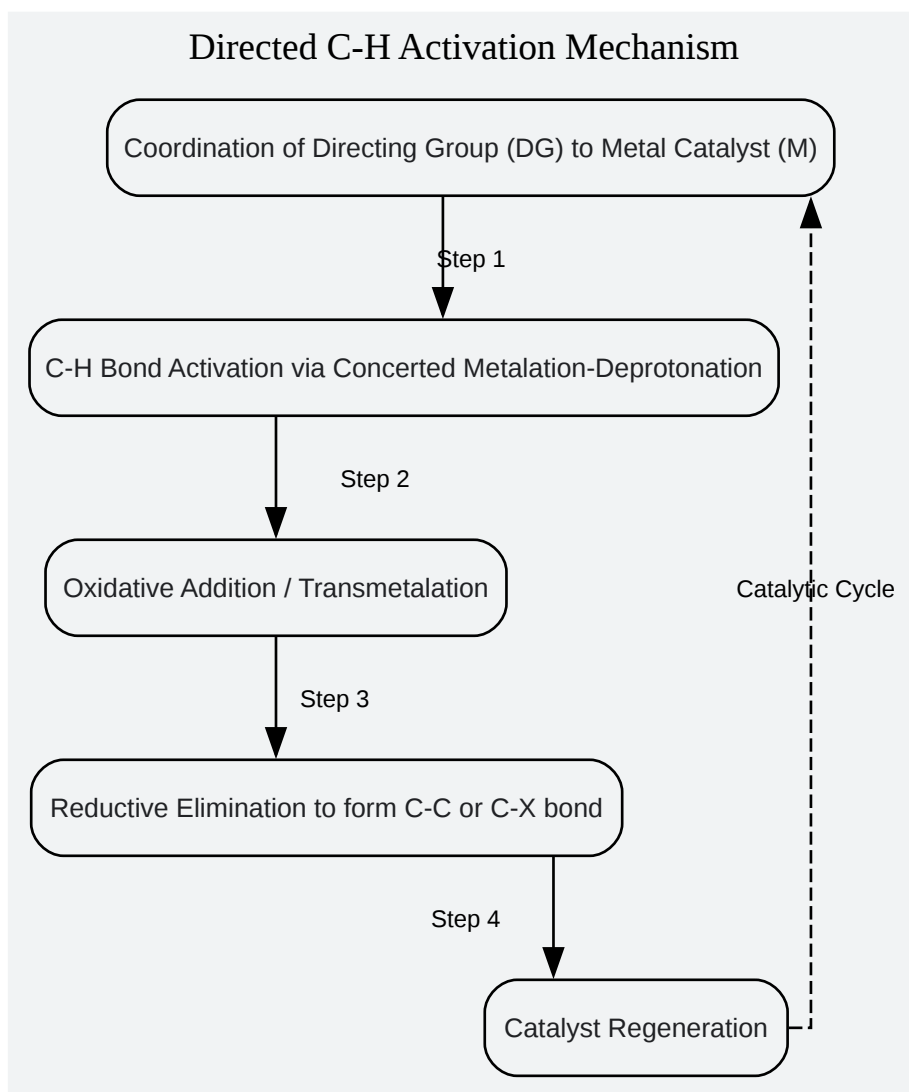 Directed C-H Activation Mechanism
Coordination of Directing Group (DG) to Metal Catalyst (M)
Step 1
C-H Bond Activation via Concerted Metalation-Deprotonation
Step 2
Oxidative Addition / Transmetalation
Catalytic Cycle
Step 3
Reductive Elimination to form C-C or C-X bond
Step 4
Catalyst Regeneration